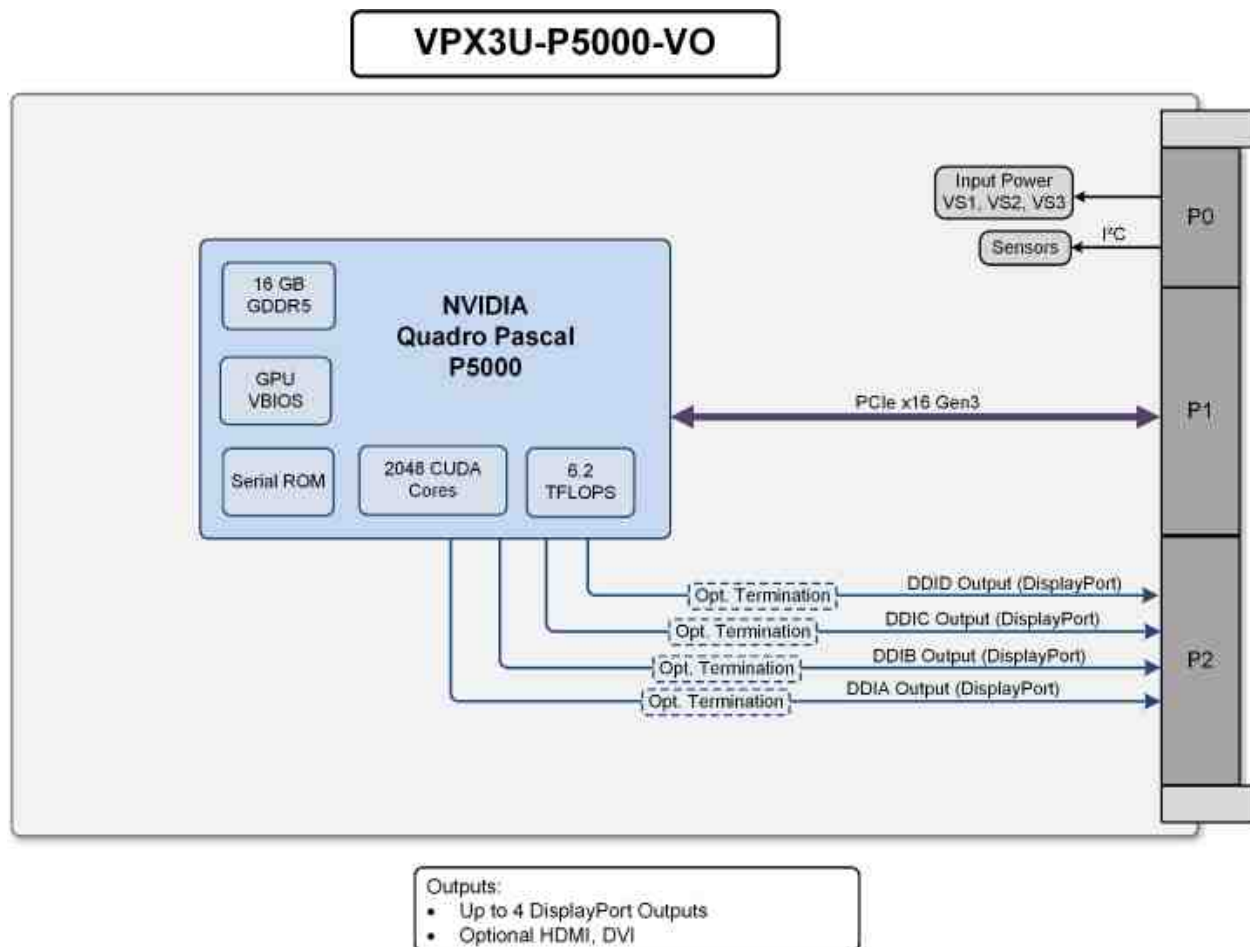 VPX3U-P5000-VO
Input Power
VS1, VS2, VS3
P0
I²C
Sensors
16 GB
GDDR5
NVIDIA
Quadro Pascal
P5000
GPU
VBIOS
PCIe x16 Gen3
P1
Serial ROM
2048 CUDA
Cores
6.2
TFLOPS
DDID Output (DisplayPort)
Opt. Termination
DDIC Output (DisplayPort)
Opt. Termination
DDIB Output (DisplayPort)
Opt. Termination
P2
DDIA Output (DisplayPort)
Opt. Termination
Outputs:
• Up to 4 DisplayPort Outputs
• Optional HDMI, DVI